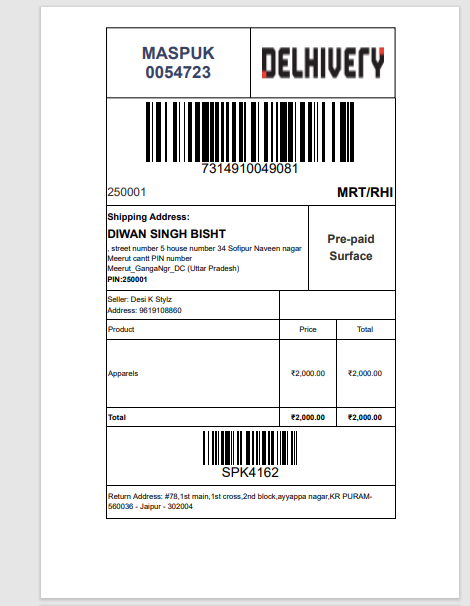 MASPUK
0054723
DELHIVERY
7314910049081
250001 MRT/RHI
Shipping Address:
DIWAN SINGH BISHT
, street number 5 house number 34 Sofipur Naveen nagar
Meerut cantt PIN number
Meerut_GangaNgr_DC (Uttar Pradesh)
PIN:250001
Pre-paid
Surface
Seller: Desi K Stylz
Address: 9619108860
Product Price Total
Apparels ₹2,000.00 ₹2,000.00
Total ₹2,000.00 ₹2,000.00
SPK4162
Return Address: #78,1st main,1st cross,2nd block,ayyappa nagar,KR PURAM-
560036 - Jaipur - 302004